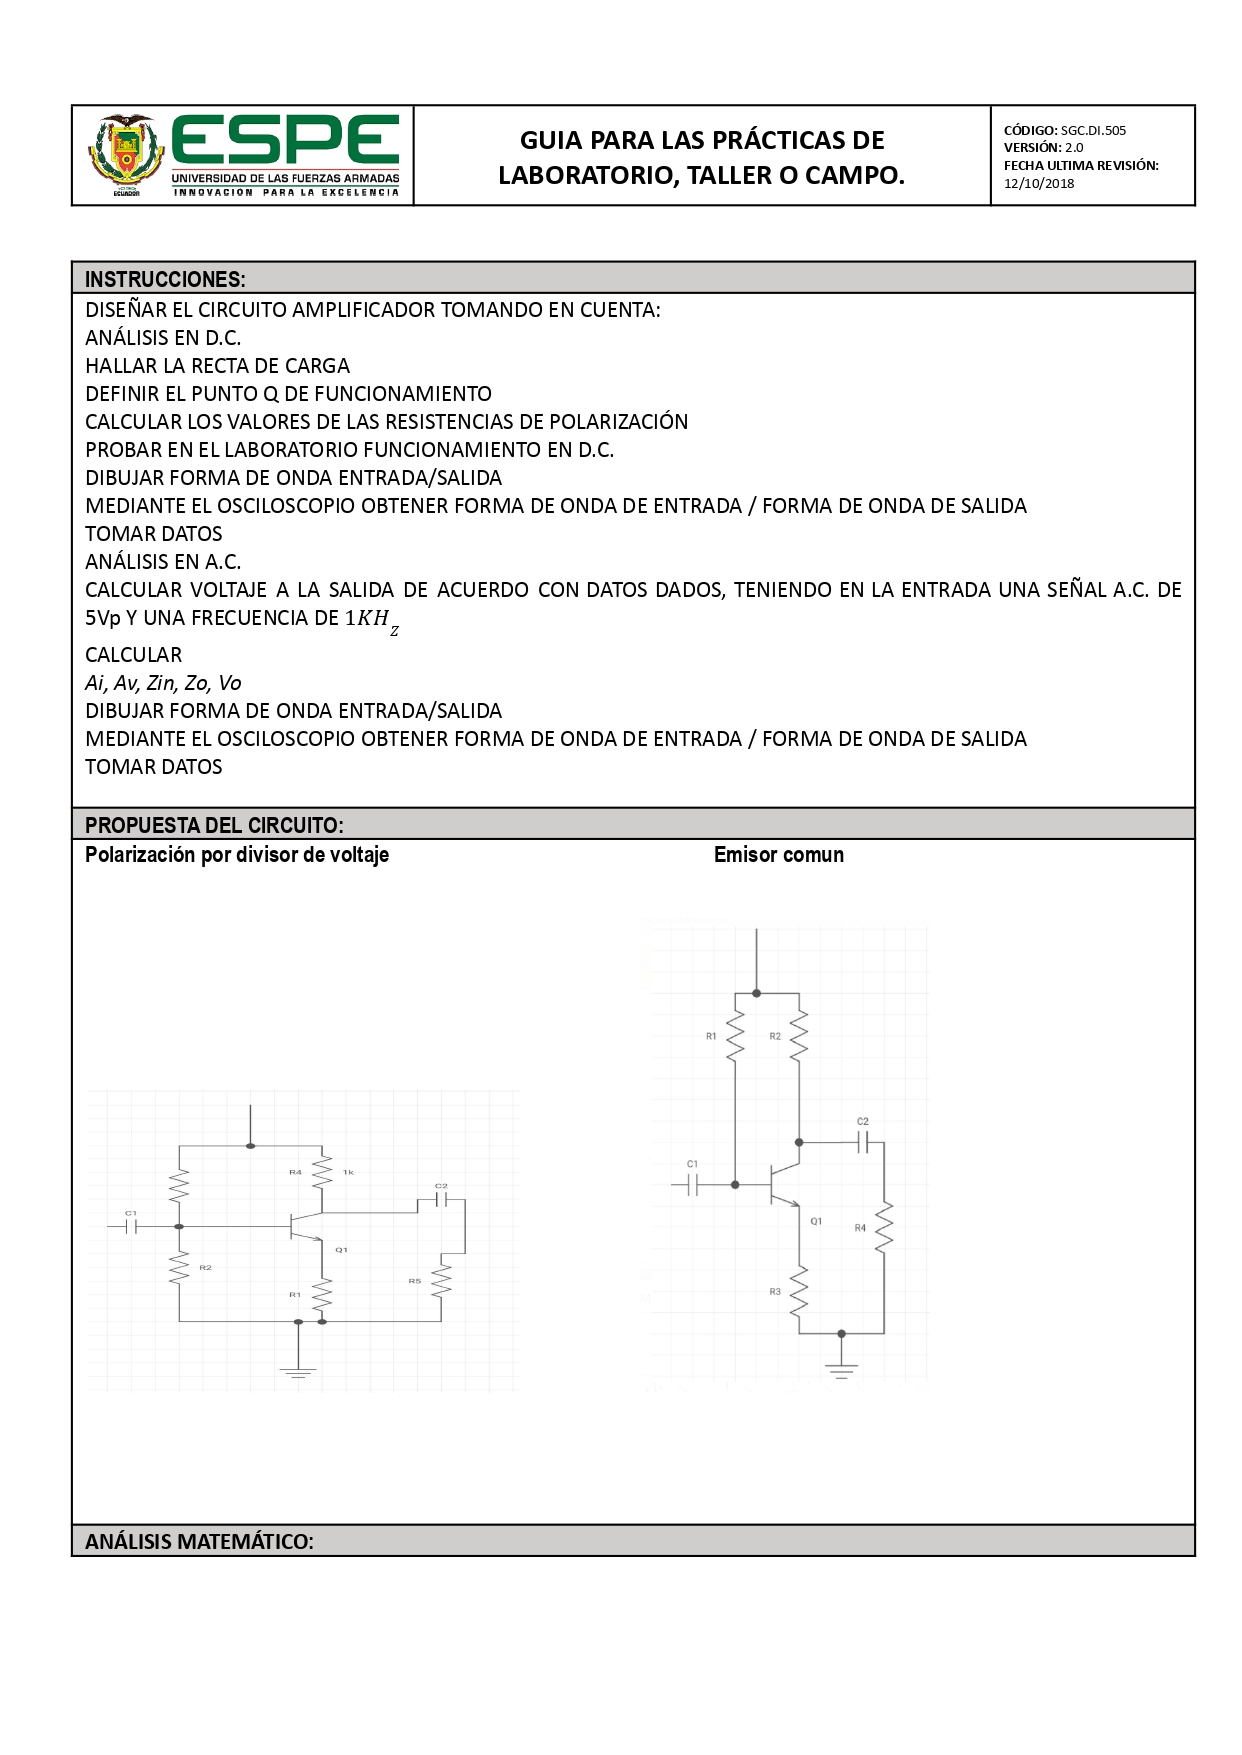 ESPE
UNIVERSIDAD DE LAS FUERZAS ARMADAS
INNOVACIÓN PARA LA EXCELENCIA
ECUADOR
GUIA PARA LAS PRÁCTICAS DE
LABORATORIO, TALLER O CAMPO.
CÓDIGO: SGC.DI.505
VERSIÓN: 2.0
FECHA ULTIMA REVISIÓN:
12/10/2018
INSTRUCCIONES:
DISEÑAR EL CIRCUITO AMPLIFICADOR TOMANDO EN CUENTA:
ANÁLISIS EN D.C.
HALLAR LA RECTA DE CARGA
DEFINIR EL PUNTO Q DE FUNCIONAMIENTO
CALCULAR LOS VALORES DE LAS RESISTENCIAS DE POLARIZACIÓN
PROBAR EN EL LABORATORIO FUNCIONAMIENTO EN D.C.
DIBUJAR FORMA DE ONDA ENTRADA/SALIDA
MEDIANTE EL OSCILOSCOPIO OBTENER FORMA DE ONDA DE ENTRADA / FORMA DE ONDA DE SALIDA
TOMAR DATOS
ANÁLISIS EN A.C.
CALCULAR VOLTAJE A LA SALIDA DE ACUERDO CON DATOS DADOS, TENIENDO EN LA ENTRADA UNA SEÑAL A.C. DE
5Vp Y UNA FRECUENCIA DE 1KHz
CALCULAR
Ai, Av, Zin, Zo, Vo
DIBUJAR FORMA DE ONDA ENTRADA/SALIDA
MEDIANTE EL OSCILOSCOPIO OBTENER FORMA DE ONDA DE ENTRADA / FORMA DE ONDA DE SALIDA
TOMAR DATOS
PROPUESTA DEL CIRCUITO:
Polarización por divisor de voltaje Emisor comun
R4 1k
C2
C1
Q1
R2
R5
R1
R1 R2
C2
C1
Q1
R4
R3
ANÁLISIS MATEMÁTICO: